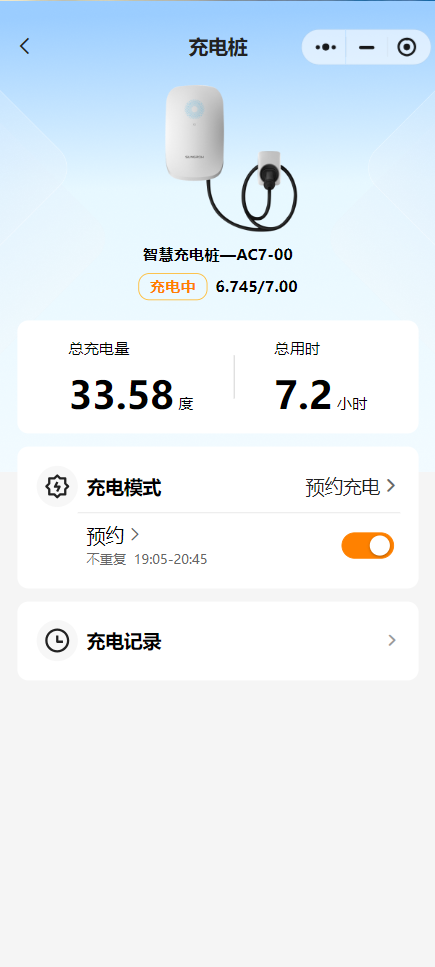 充电桩
智慧充电桩—AC7-00
充电中 6.745/7.00
总充电量 总用时
33.58 度 7.2 小时
充电模式 预约充电
预约
不重复 19:05-20:45
充电记录